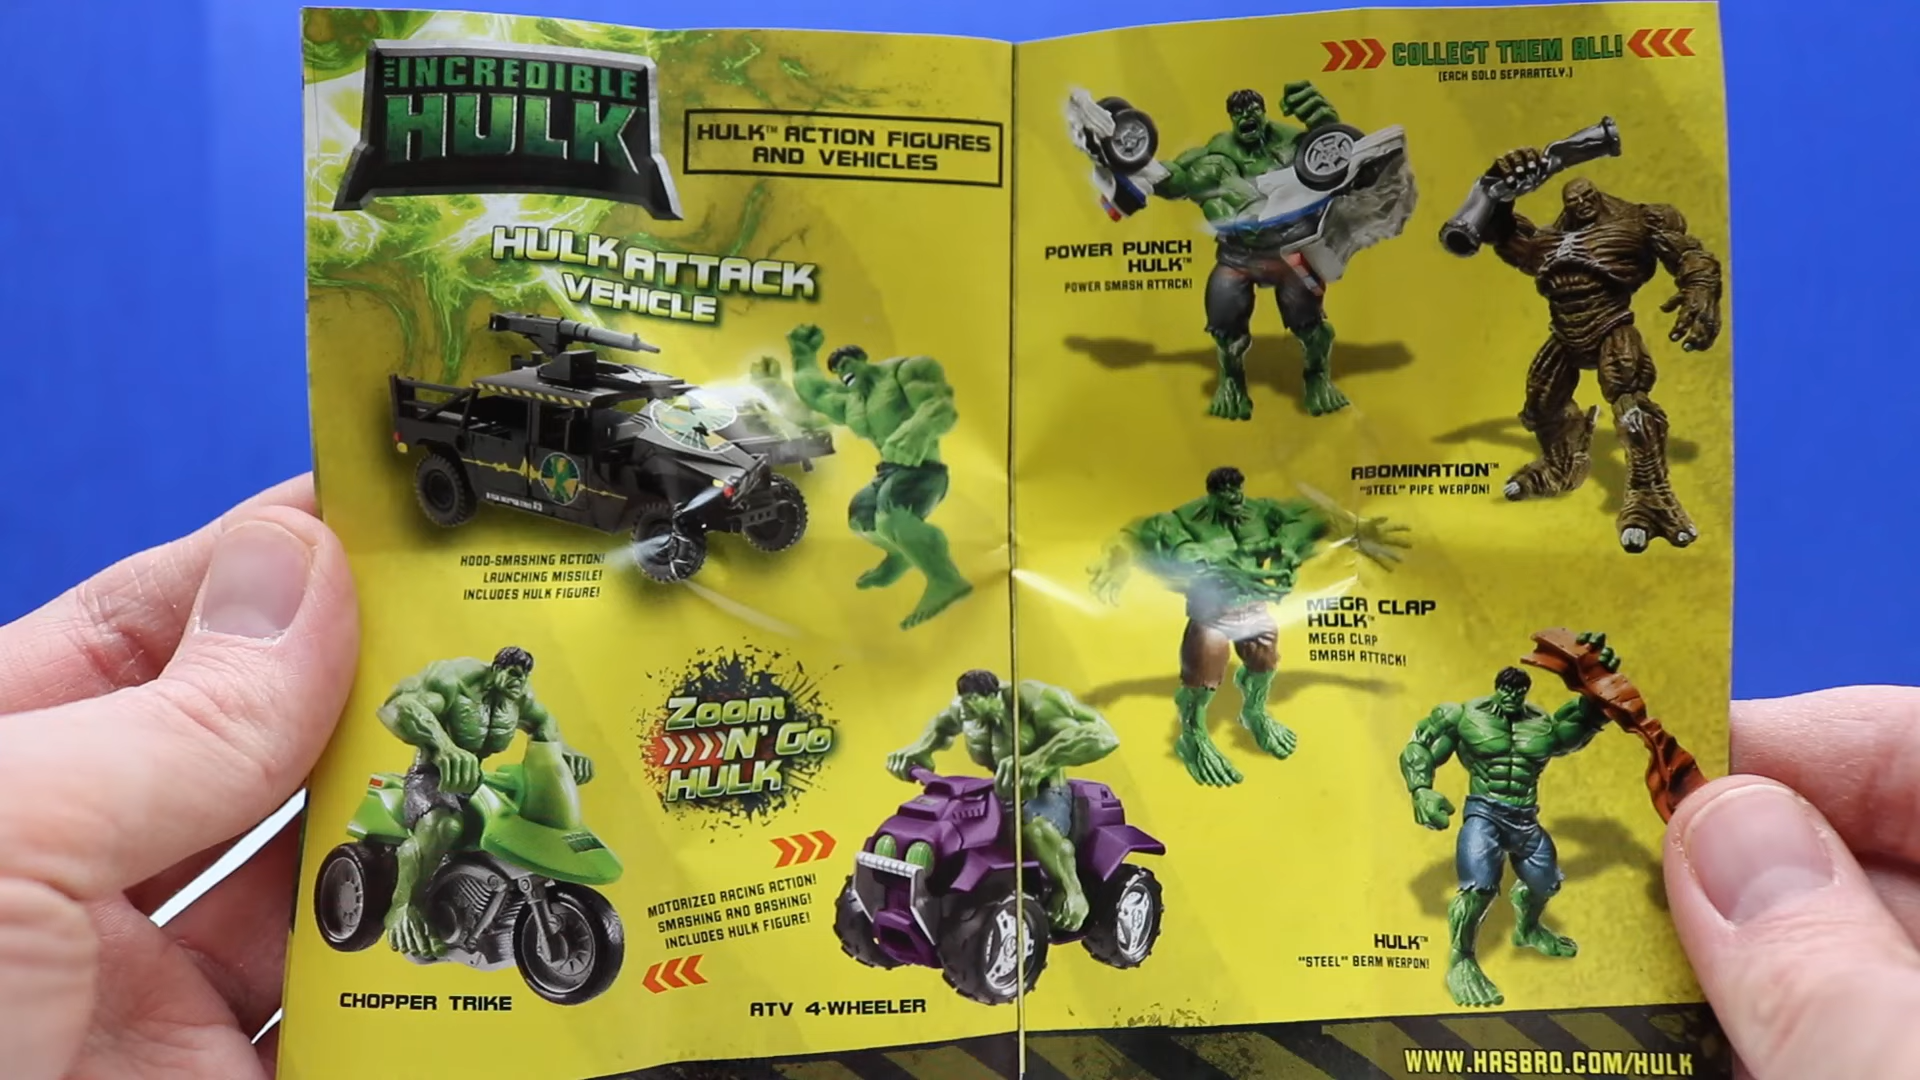 THE INCREDIBLE
HULK
HULK™ ACTION FIGURES
AND VEHICLES
HULK ATTACK
VEHICLE
HOOD-SMASHING ACTION!
LAUNCHING MISSILE!
INCLUDES HULK FIGURE!
Zoom
N' Go™
HULK
MOTORIZED RACING ACTION!
SMASHING AND BASHING!
INCLUDES HULK FIGURE!
CHOPPER TRIKE
ATV 4-WHEELER
COLLECT THEM ALL!
(EACH SOLD SEPARATELY.)
POWER PUNCH
HULK™
POWER SMASH ATTACK!
ABOMINATION™
"STEEL" PIPE WEAPON!
MEGA CLAP
HULK™
MEGA CLAP
SMASH ATTACK!
HULK™
"STEEL" BEAM WEAPON!
WWW.HASBRO.COM/HULK